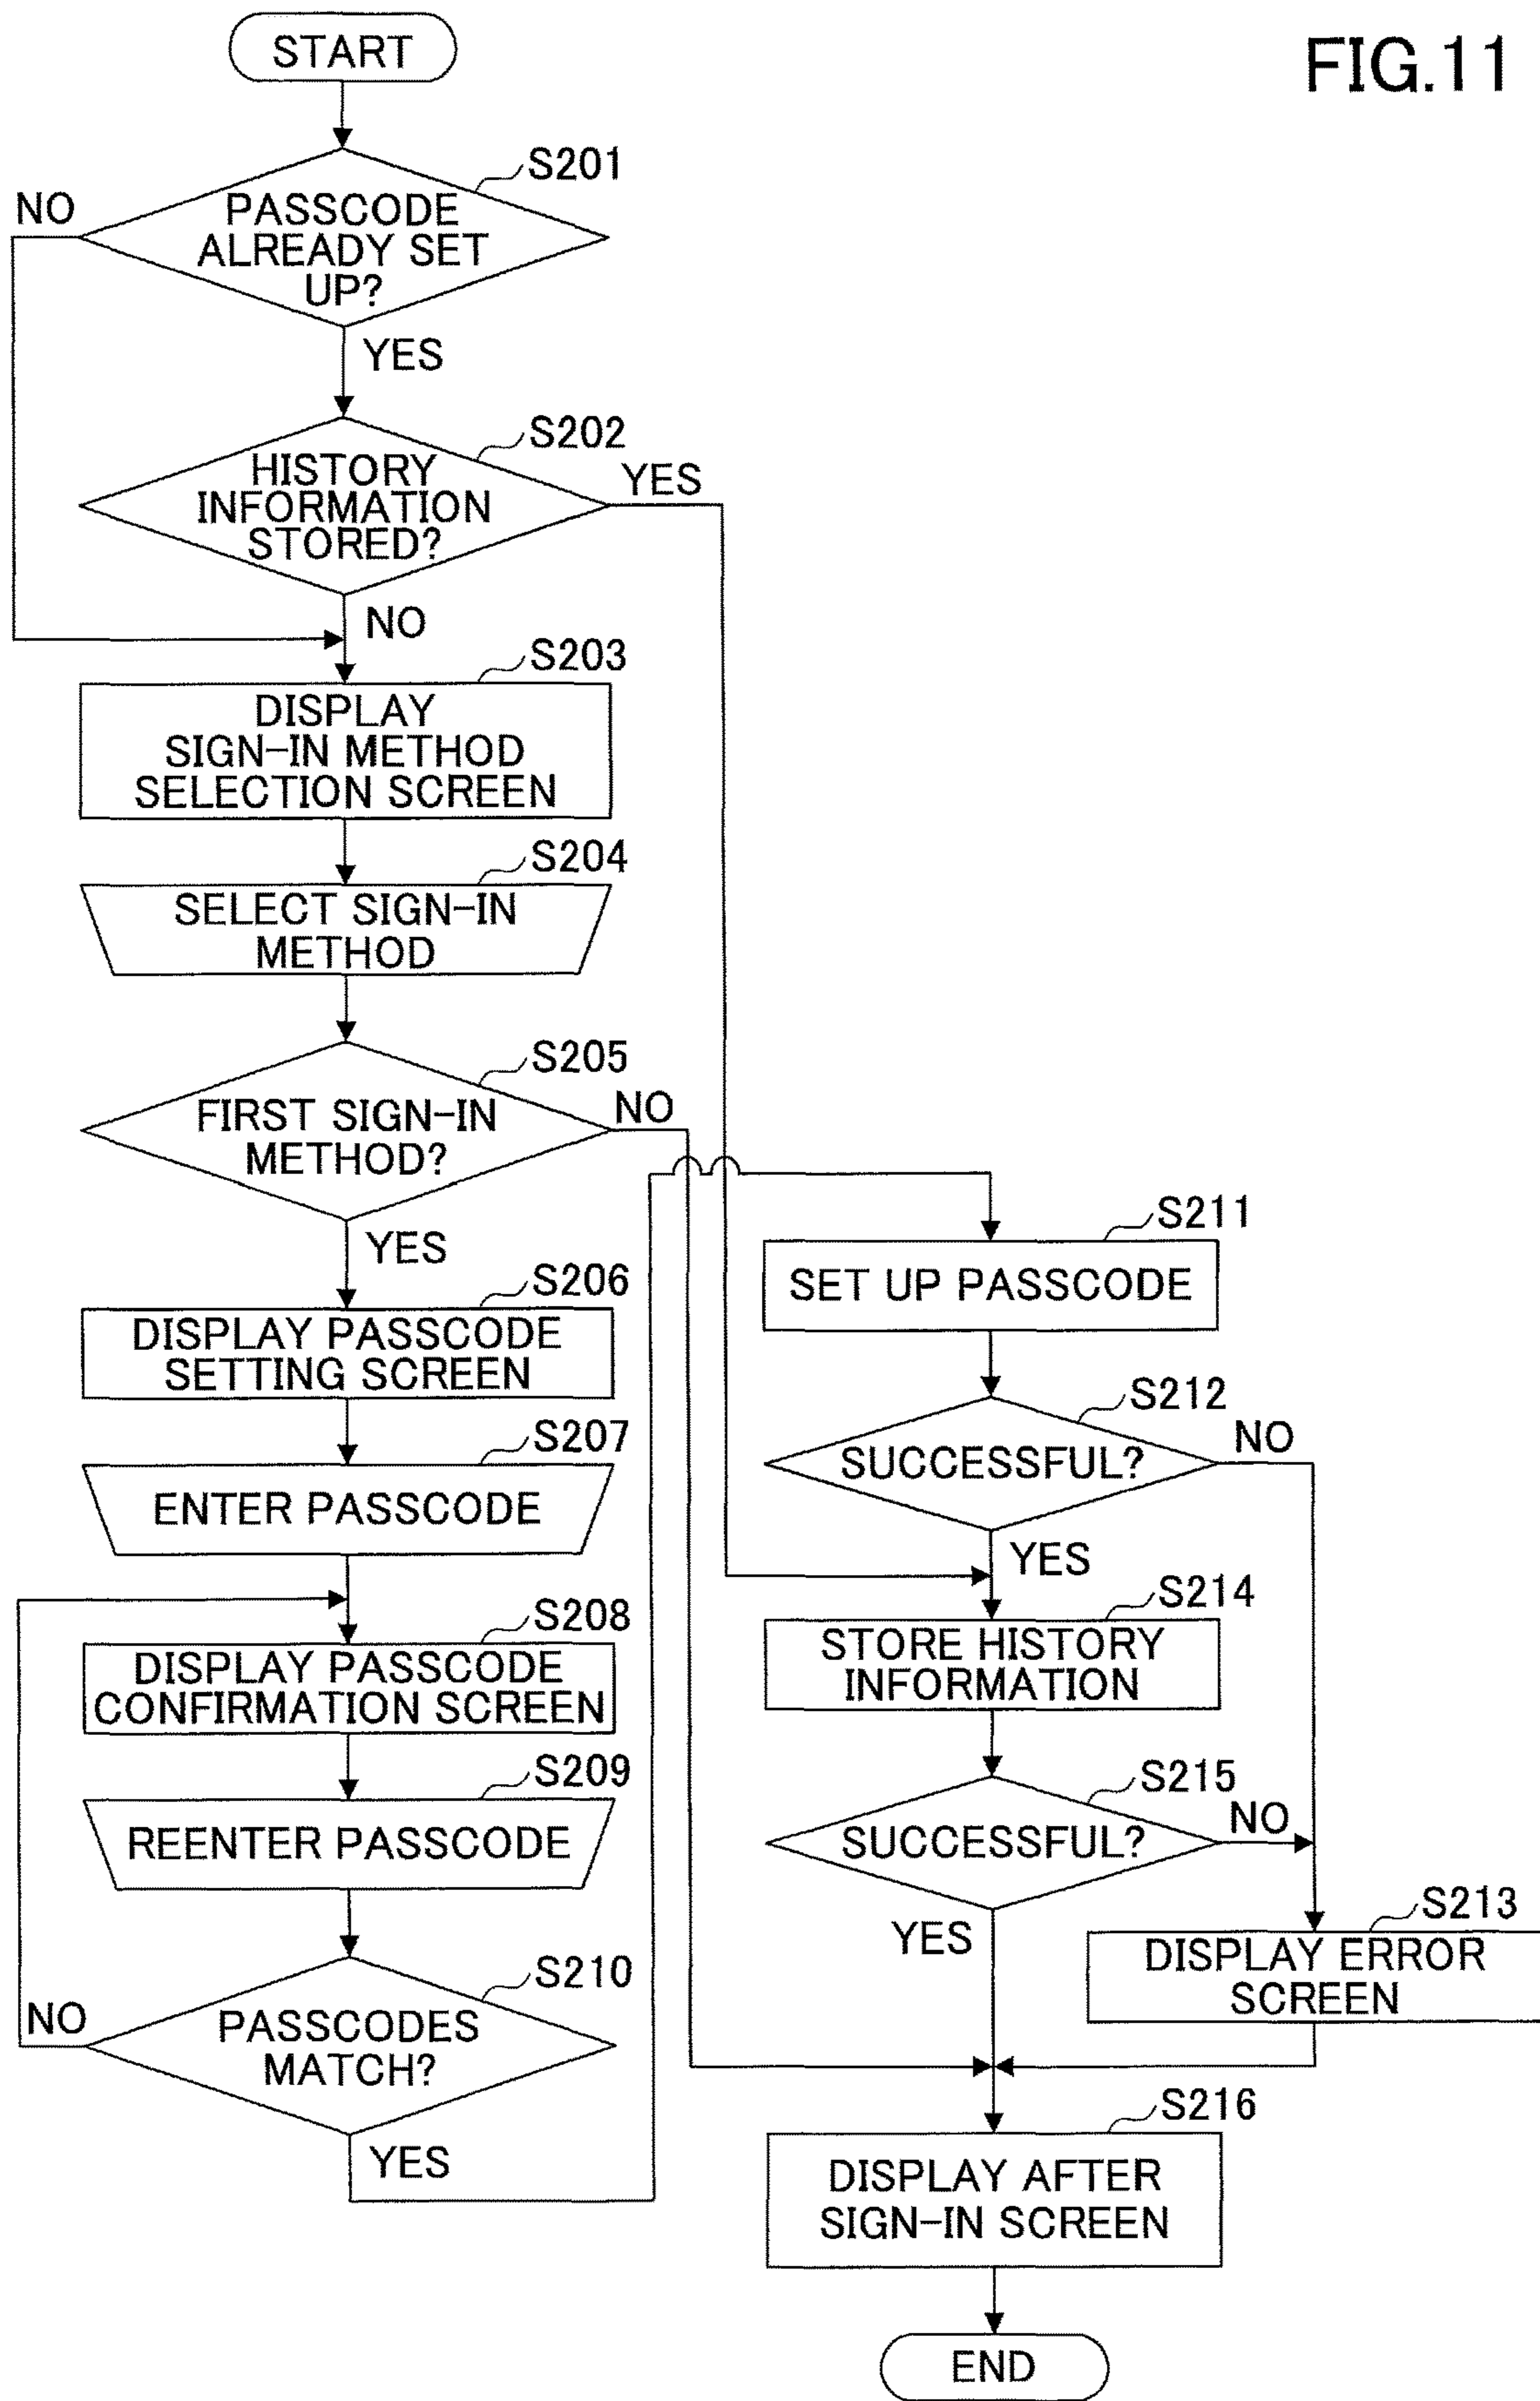 FIG.11
START
S201
NO
PASSCODE
ALREADY SET
UP?
YES
S202
HISTORY
INFORMATION
STORED?
YES
NO
S203
DISPLAY
SIGN-IN METHOD
SELECTION SCREEN
S204
SELECT SIGN-IN
METHOD
S205
FIRST SIGN-IN
METHOD?
NO
YES
S206
DISPLAY PASSCODE
SETTING SCREEN
S207
ENTER PASSCODE
S208
DISPLAY PASSCODE
CONFIRMATION SCREEN
S209
REENTER PASSCODE
S210
NO
PASSCODES
MATCH?
YES
S211
SET UP PASSCODE
S212
SUCCESSFUL?
NO
YES
S214
STORE HISTORY
INFORMATION
S215
SUCCESSFUL?
NO
YES
S213
DISPLAY ERROR
SCREEN
S216
DISPLAY AFTER
SIGN-IN SCREEN
END